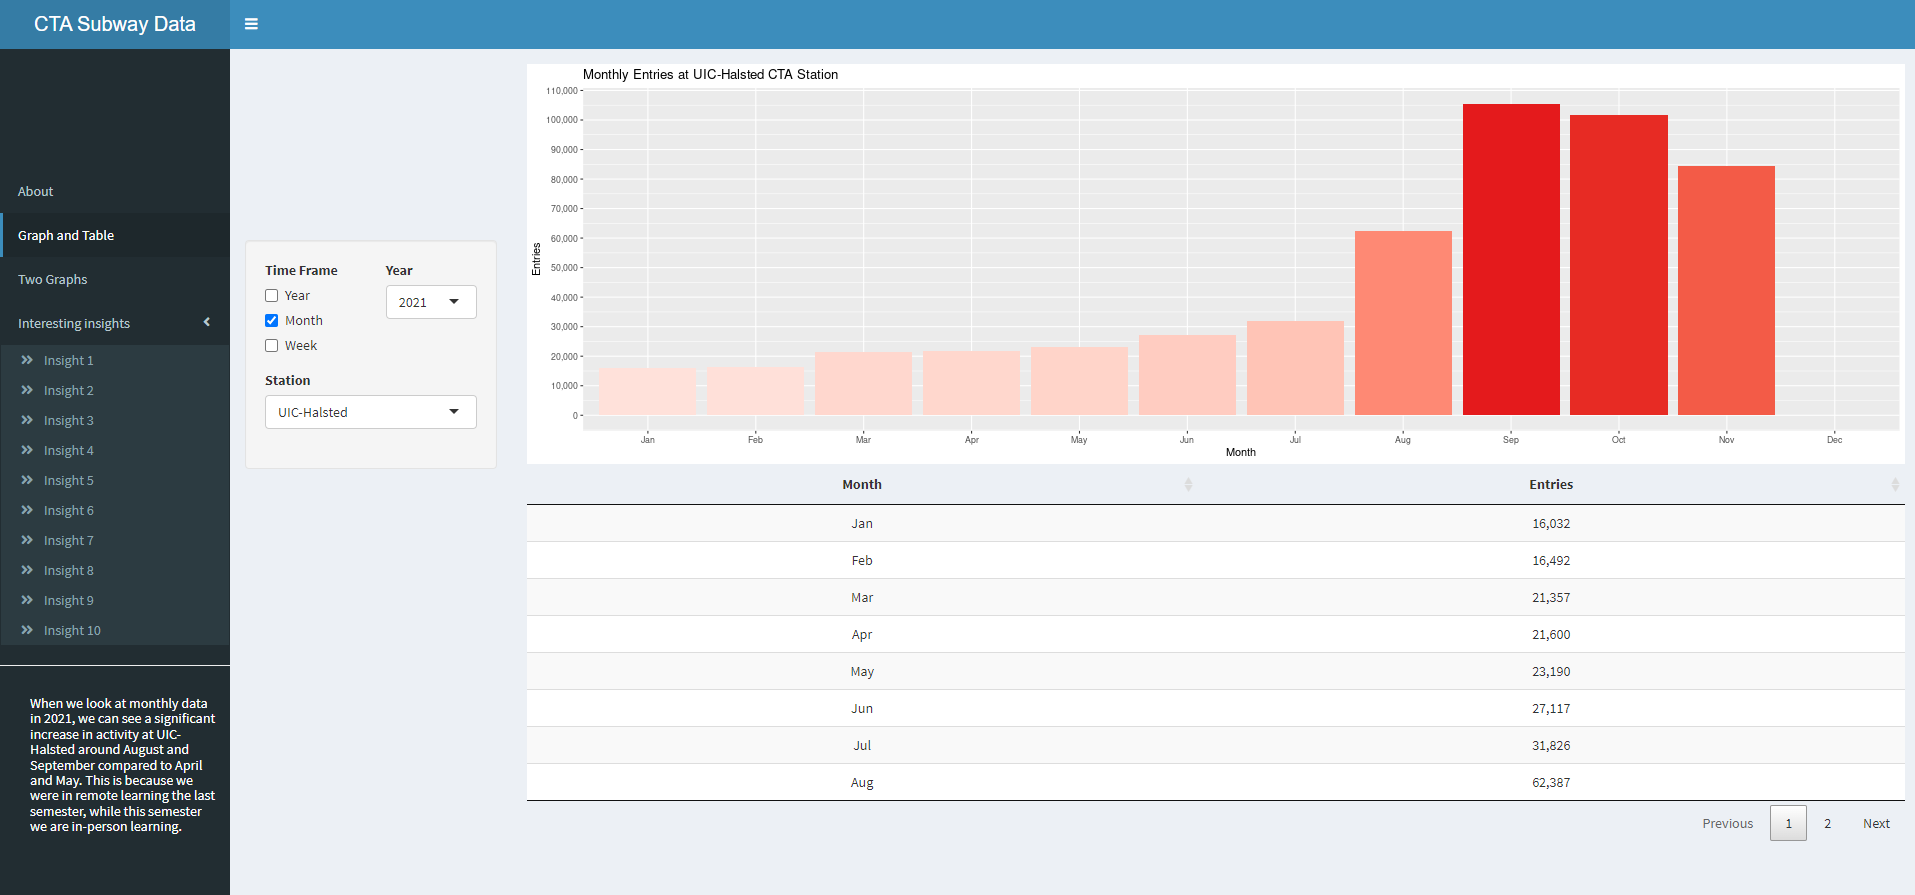 CTA Subway Data
About
Graph and Table
Two Graphs
Interesting insights
Insight 1
Insight 2
Insight 3
Insight 4
Insight 5
Insight 6
Insight 7
Insight 8
Insight 9
Insight 10
When we look at monthly data
in 2021, we can see a significant
increase in activity at UIC-
Halsted around August and
September compared to April
and May. This is because we
were in remote learning the last
semester, while this semester
we are in-person learning.
Time Frame
Year
Month
Week
Year
2021
Station
UIC-Halsted
Monthly Entries at UIC-Halsted CTA Station
Entries
110,000
100,000
90,000
80,000
70,000
60,000
50,000
40,000
30,000
20,000
10,000
0
Jan Feb Mar Apr May Jun Jul Aug Sep Oct Nov Dec
Month
Month Entries
Jan 16,032
Feb 16,492
Mar 21,357
Apr 21,600
May 23,190
Jun 27,117
Jul 31,826
Aug 62,387
Previous 1 2 Next